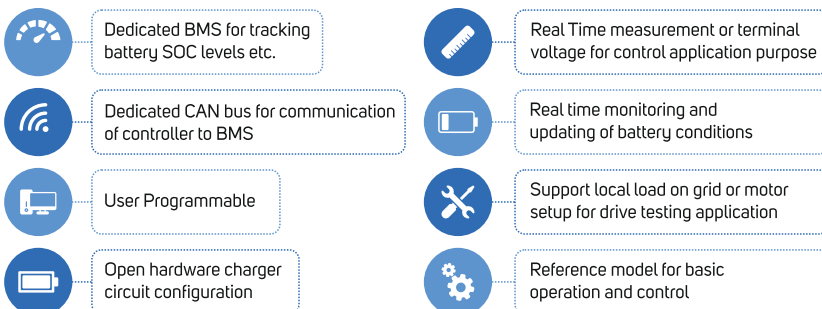 Dedicated BMS for tracking
battery SOC levels etc.
Dedicated CAN bus for communication
of controller to BMS
User Programmable
Open hardware charger
circuit configuration
Real Time measurement or terminal
voltage for control application purpose
Real time monitoring and
updating of battery conditions
Support local load on grid or motor
setup for drive testing application
Reference model for basic
operation and control